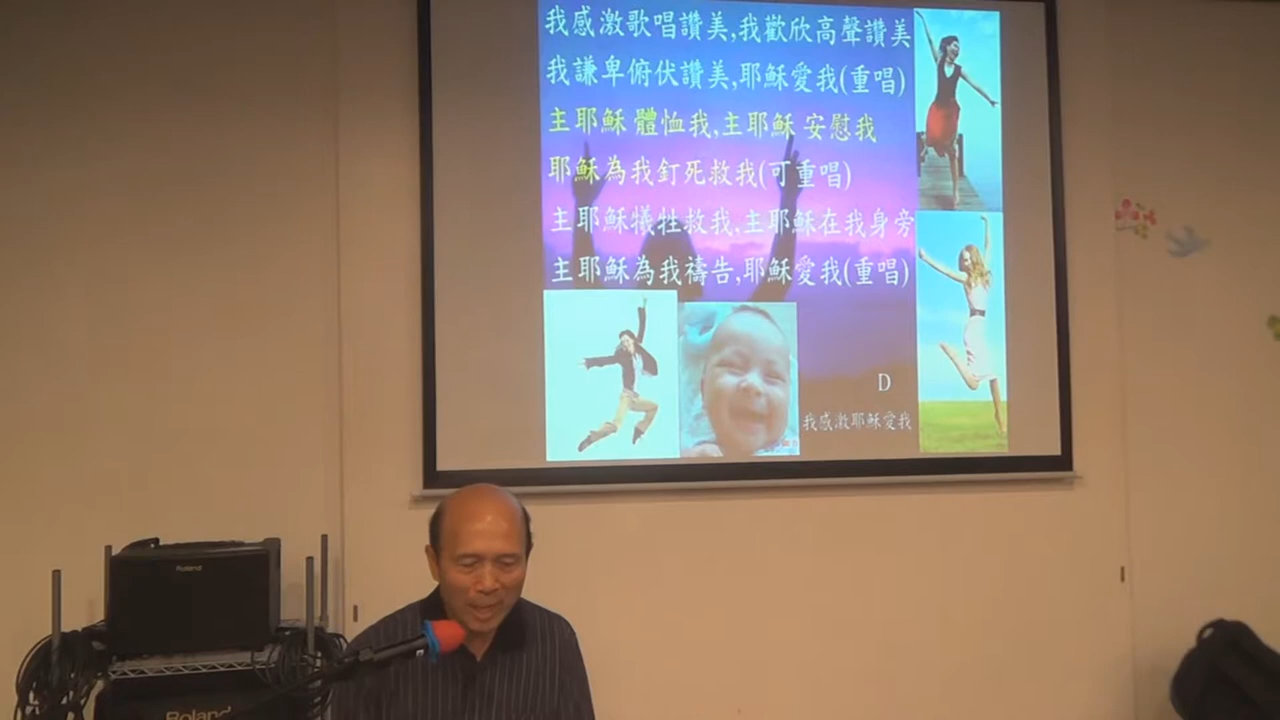 我感激歌唱讚美,我歡欣高聲讚美
我謙卑俯伏讚美,耶穌愛我(重唱)
主耶穌 體恤我,主耶穌 安慰我
耶穌為我釘死救我(可重唱)
主耶穌犧牲救我,主耶穌在我身旁
主耶穌為我禱告,耶穌愛我(重唱)
D
我感激耶穌愛我
Roland
Roland